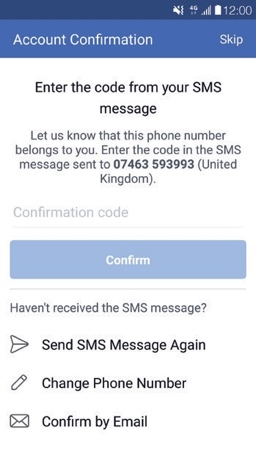 4G 12:00
Account Confirmation Skip
Enter the code from your SMS
message
Let us know that this phone number
belongs to you. Enter the code in the SMS
message sent to 07463 593993 (United
Kingdom).
Confirmation code
Confirm
Haven't received the SMS message?
Send SMS Message Again
Change Phone Number
Confirm by Email